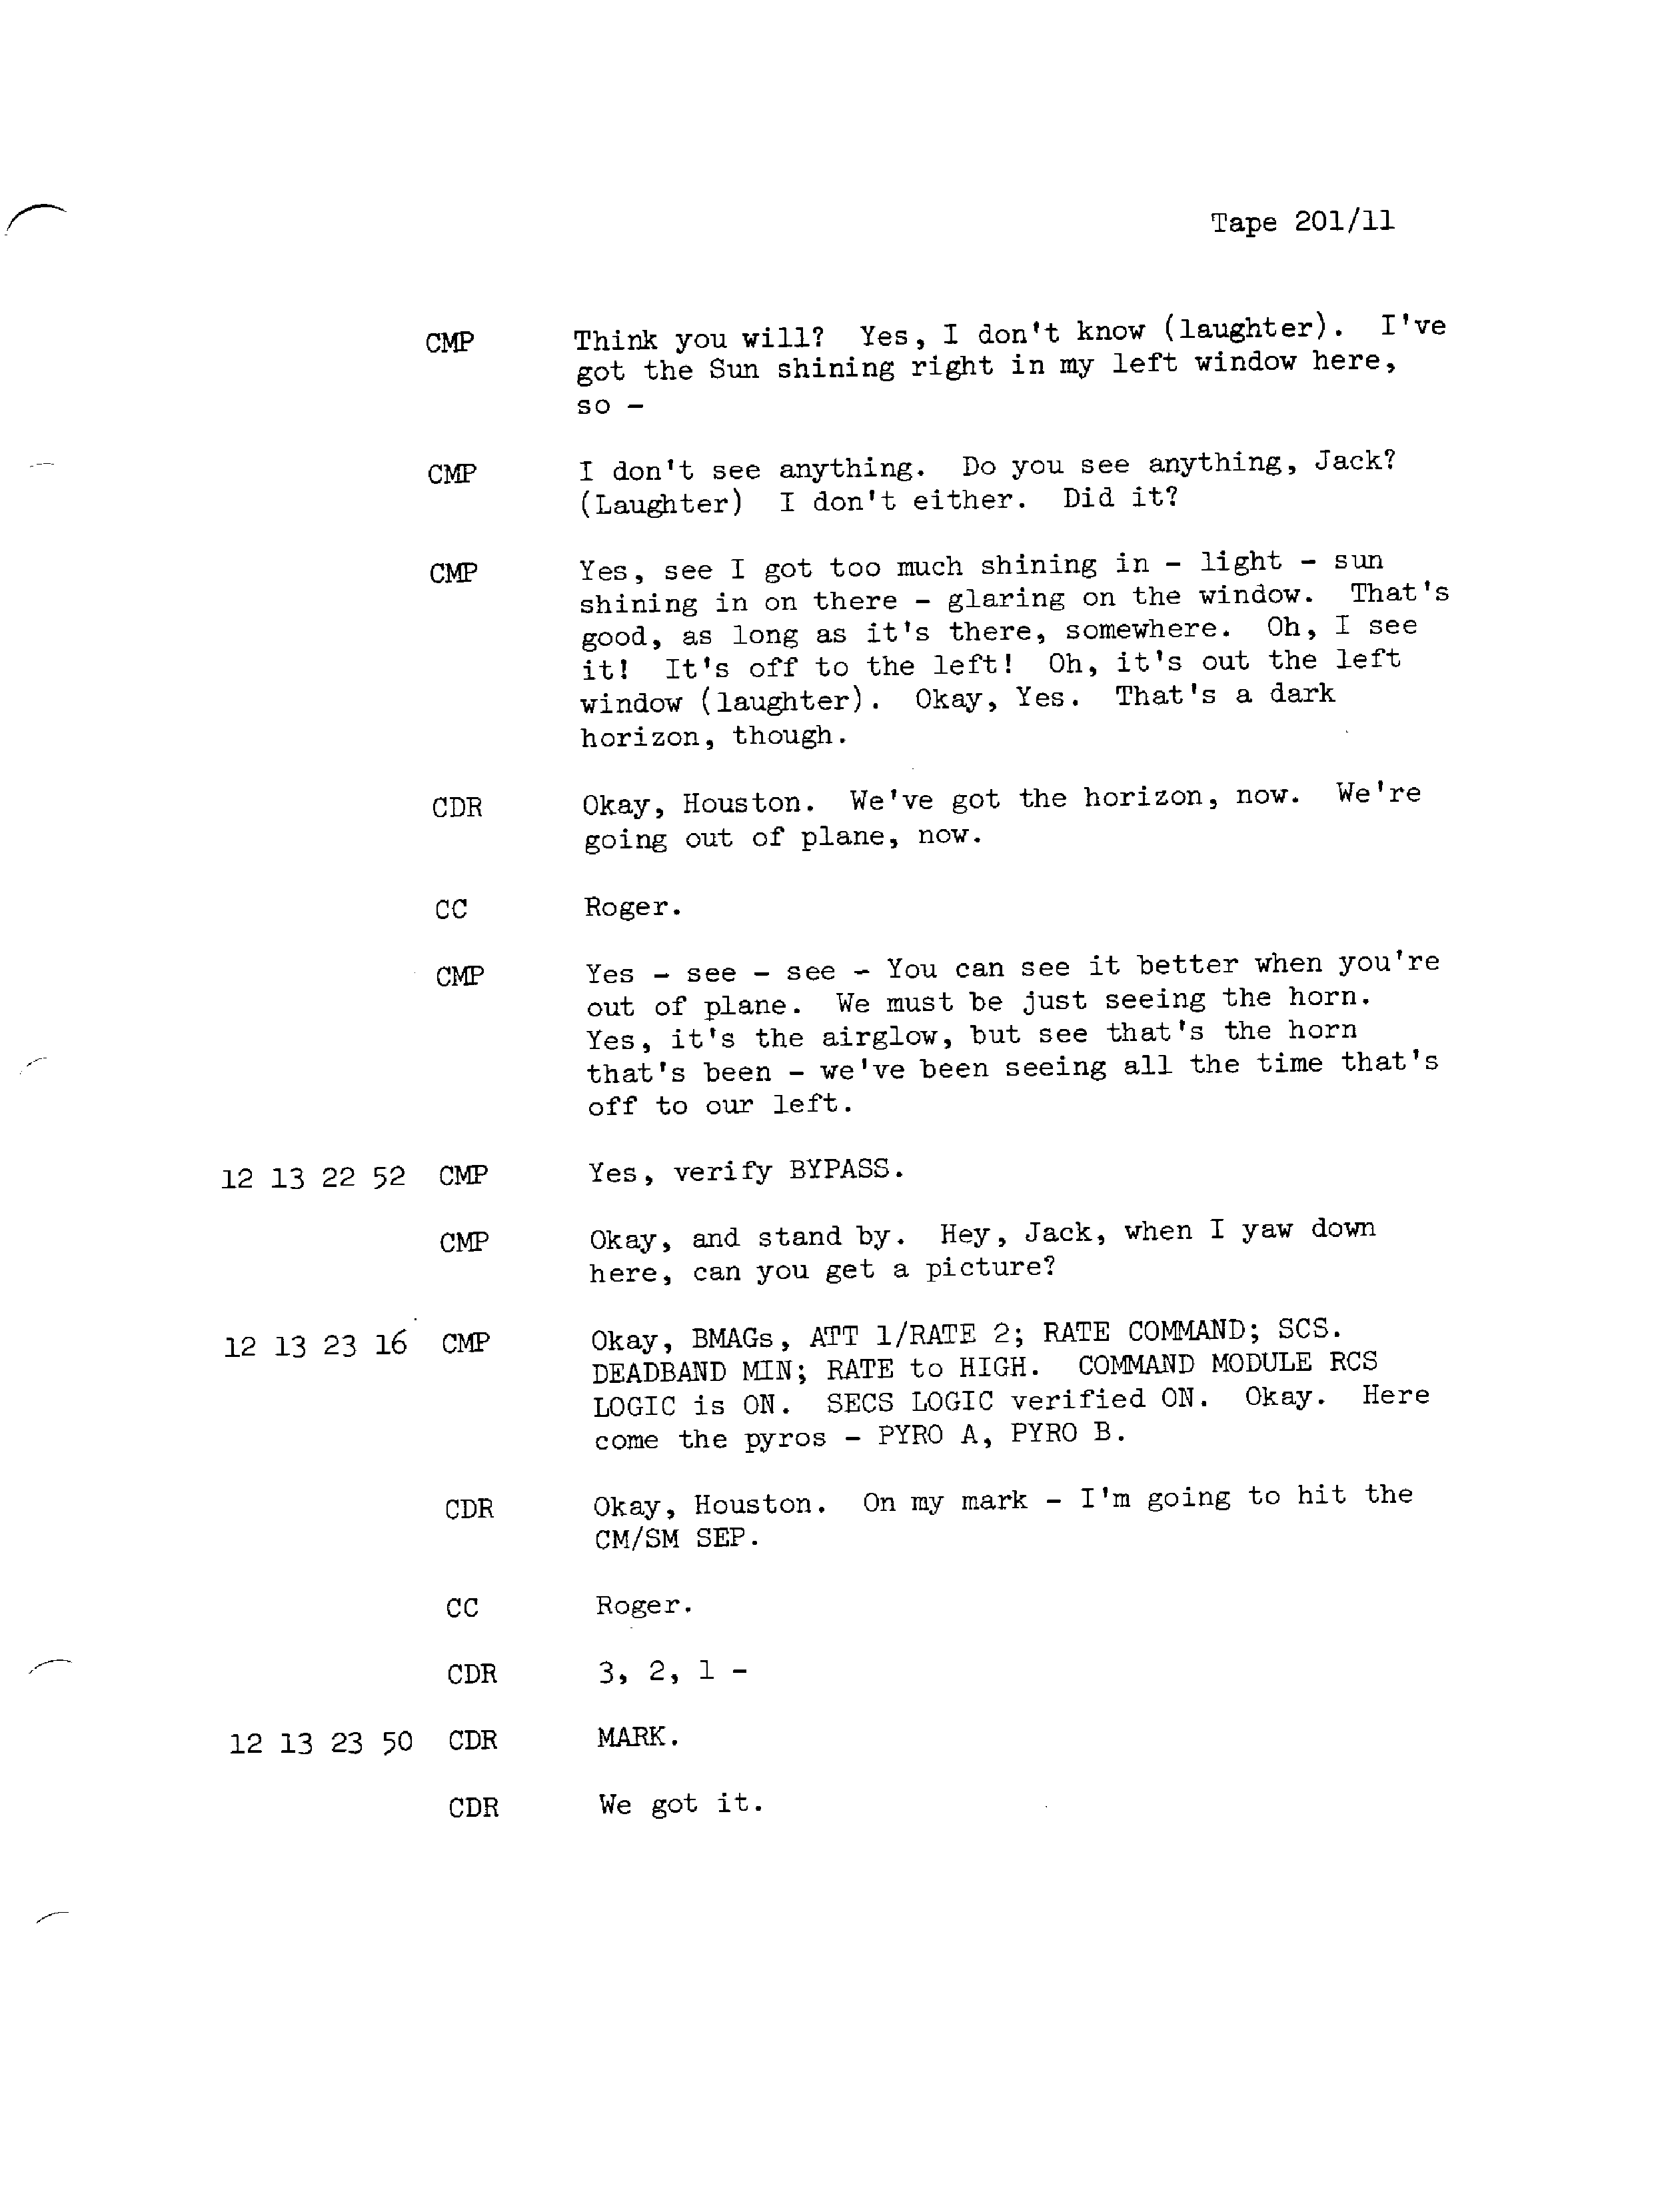 Tape 201/11
CMP Think you will? Yes, I don't know (laughter). I've
got the Sun shining right in my left window here,
so -
CMP I don't see anything. Do you see anything, Jack?
(Laughter) I don't either. Did it?
CMP Yes, see I got too much shining in - light - sun
shining in on there - glaring on the window. That's
good, as long as it's there, somewhere. Oh, I see
it! It's off to the left! Oh, it's out the left
window (laughter). Okay, Yes. That's a dark
horizon, though.
CDR Okay, Houston. We've got the horizon, now. We're
going out of plane, now.
CC Roger.
CMP Yes - see - see - You can see it better when you're
out of plane. We must be just seeing the horn.
Yes, it's the airglow, but see that's the horn
that's been - we've been seeing all the time that's
off to our left.
12 13 22 52 CMP Yes, verify BYPASS.
CMP Okay, and stand by. Hey, Jack, when I yaw down
here, can you get a picture?
12 13 23 16 CMP Okay, BMAGs, ATT 1/RATE 2; RATE COMMAND; SCS.
DEADBAND MIN; RATE to HIGH. COMMAND MODULE RCS
LOGIC is ON. SECS LOGIC verified ON. Okay. Here
come the pyros - PYRO A, PYRO B.
CDR Okay, Houston. On my mark - I'm going to hit the
CM/SM SEP.
CC Roger.
CDR 3, 2, 1 -
12 13 23 50 CDR MARK.
CDR We got it.